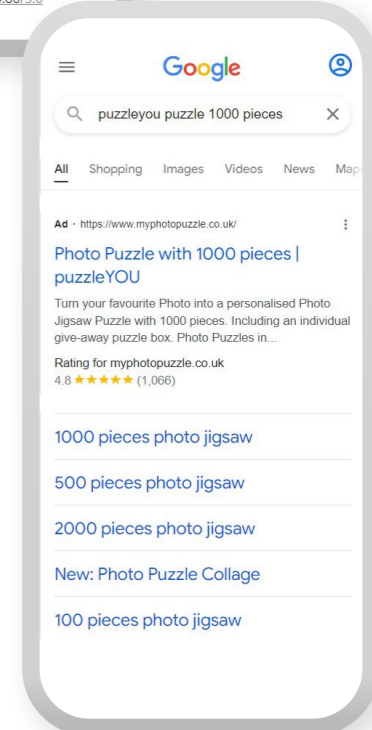 Google
puzzleyou puzzle 1000 pieces
All Shopping Images Videos News Map
Ad · https://www.myphotopuzzle.co.uk/
Photo Puzzle with 1000 pieces |
puzzleYOU
Turn your favourite Photo into a personalised Photo
Jigsaw Puzzle with 1000 pieces. Including an individual
give-away puzzle box. Photo Puzzles in...
Rating for myphotopuzzle.co.uk
4.8 ★★★★★ (1,066)
1000 pieces photo jigsaw
500 pieces photo jigsaw
2000 pieces photo jigsaw
New: Photo Puzzle Collage
100 pieces photo jigsaw